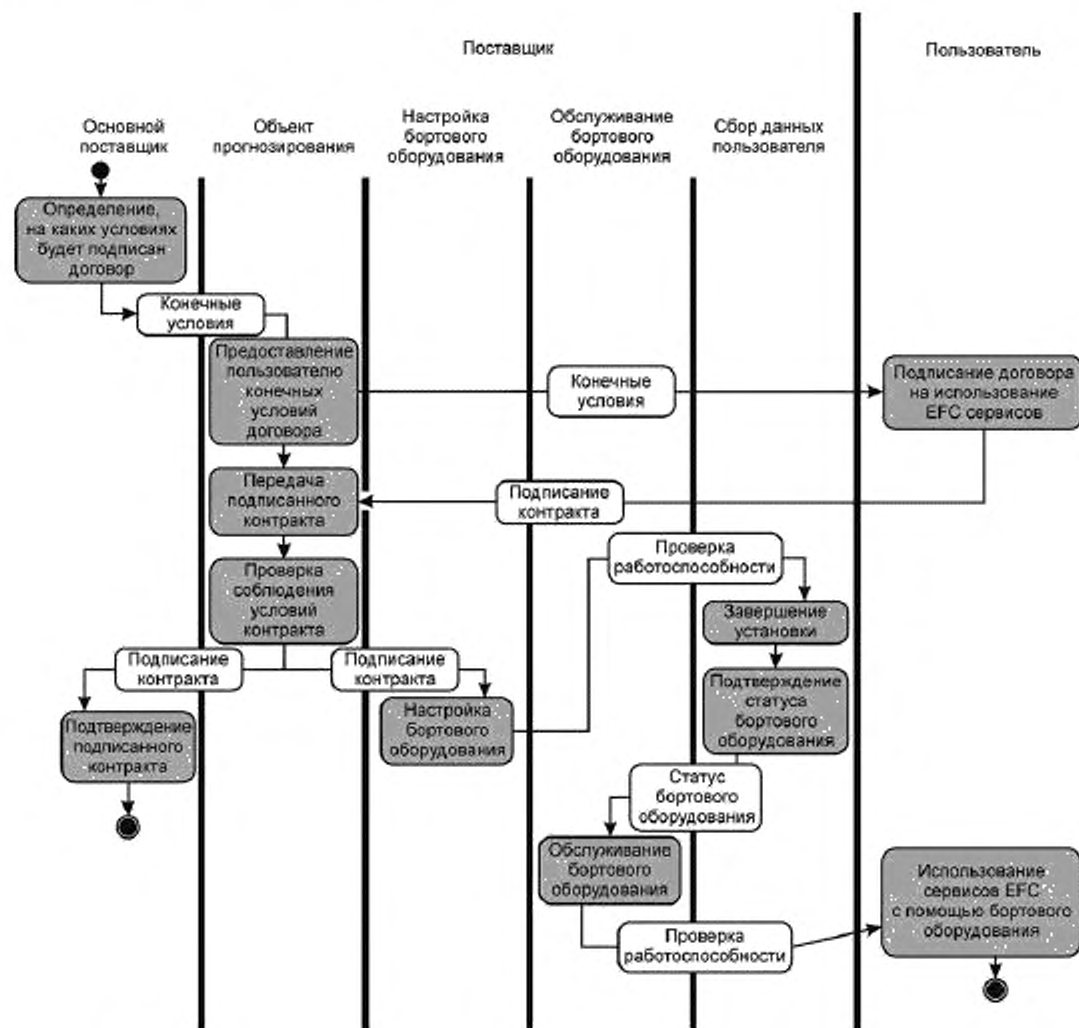 Поставщик
Пользователь
Основной
поставщик
Объект
прогнозирования
Настройка
бортового
оборудования
Обслуживание
бортового
оборудования
Сбор данных
пользователя
Определение,
на каких условиях
будет подписан
договор
Конечные
условия
Предоставление
пользователю
конечных
условий
договора
Конечные
условия
Подписание договора
на использование
EFC сервисов
Передача
подписанного
контракта
Подписание
контракта
Проверка
работоспособности
Проверка
соблюдения
условий
контракта
Завершение
установки
Подписание
контракта
Подписание
контракта
Подтверждение
статуса
бортового
оборудования
Настройка
бортового
оборудования
Подтверждение
подписанного
контракта
Статус
бортового
оборудования
Обслуживание
бортового
оборудования
Использование
сервисов EFC
с помощью бортового
оборудования
Проверка
работоспособности